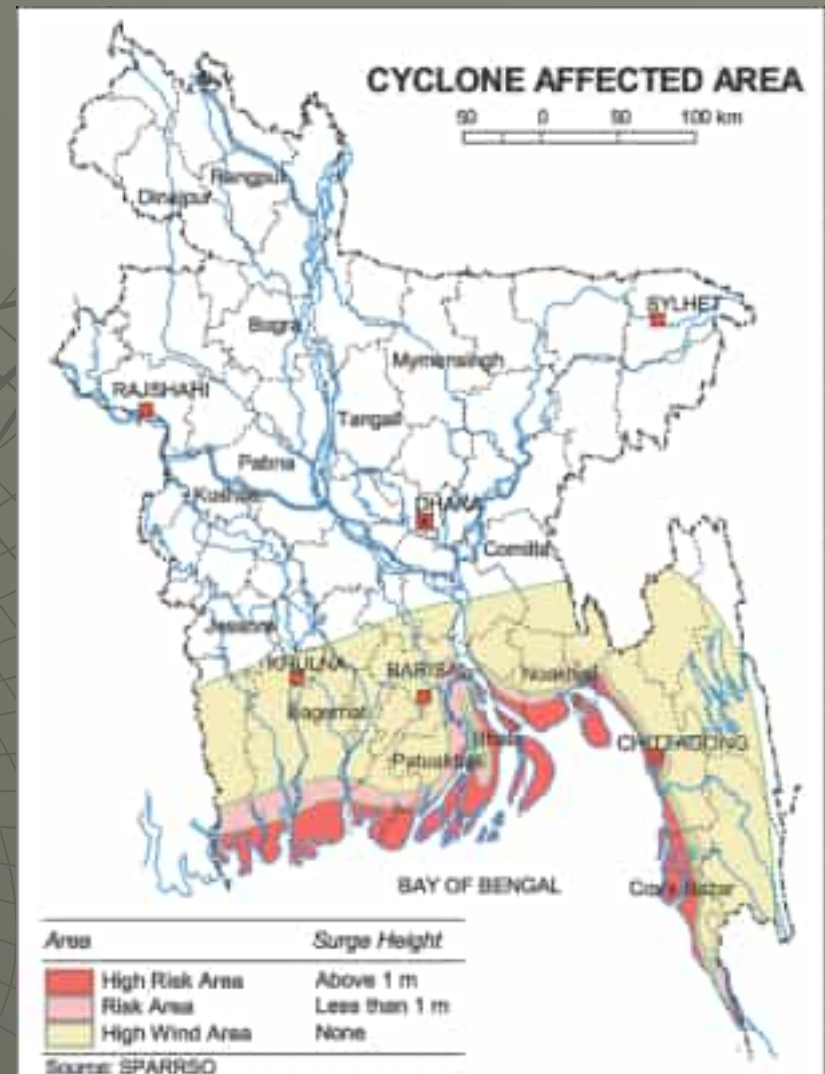 CYCLONE AFFECTED AREA
50 0 50 100 km
Rangpur
Dinajpur
SYLHET
Bogra
Mymensingh
RAJSHAHI
Tangail
Pabna
Kushtia
DHAKA
Comilla
Jessore
KHULNA
BARISAL
Noakhali
Bagerhat
Bhola
CHITTAGONG
Patuakhali
BAY OF BENGAL
Cox's Bazar
Area Surge Height
High Risk Area Above 1 m
Risk Area Less than 1 m
High Wind Area None
Source: SPARRSO